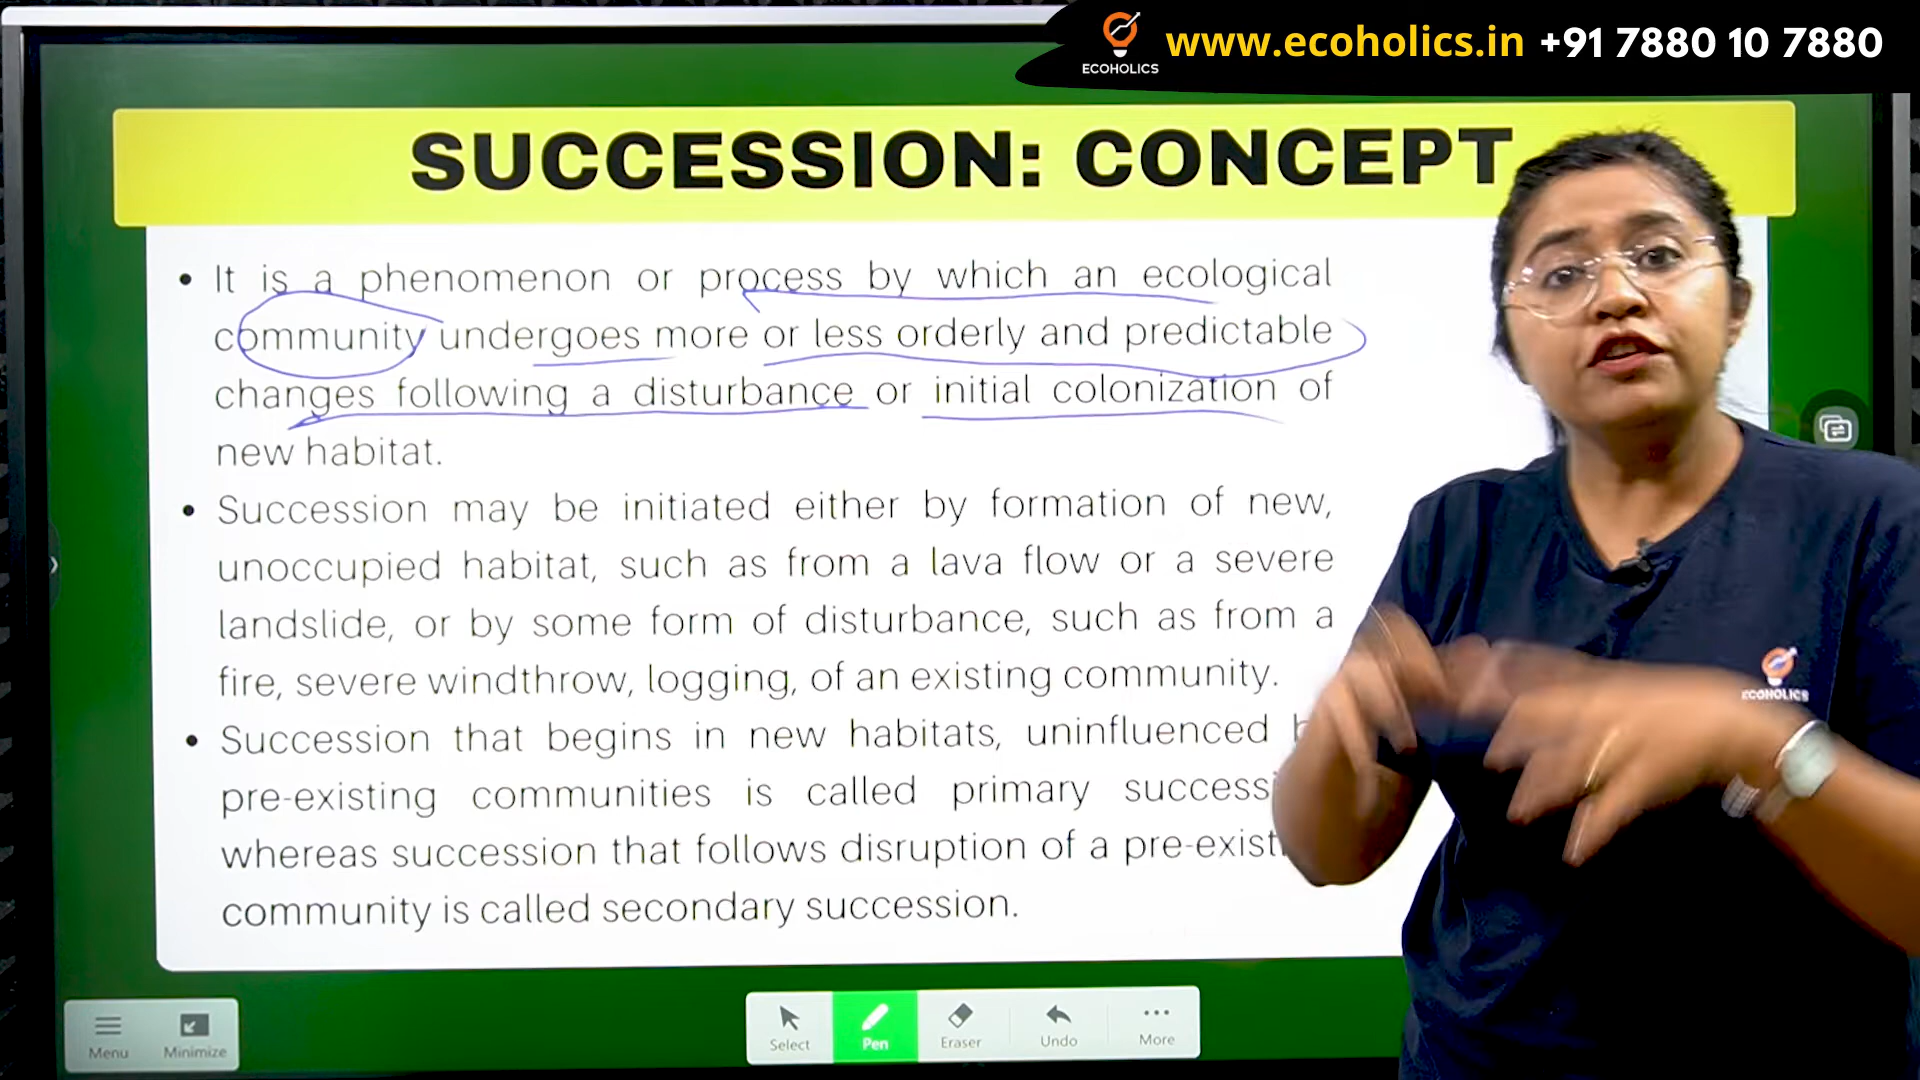 ECOHOLICS
www.ecoholics.in +91 7880 10 7880
SUCCESSION: CONCEPT
• It is a phenomenon or process by which an ecological
community undergoes more or less orderly and predictable
changes following a disturbance or initial colonization of
new habitat.
• Succession may be initiated either by formation of new,
unoccupied habitat, such as from a lava flow or a severe
landslide, or by some form of disturbance, such as from a
fire, severe windthrow, logging, of an existing community.
• Succession that begins in new habitats, uninfluenced
pre-existing communities is called primary
whereas succession that follows disruption of a
community is called secondary succession.
ECOHOLICS
Menu
Minimize
Select
Pen
Eraser
Undo
More